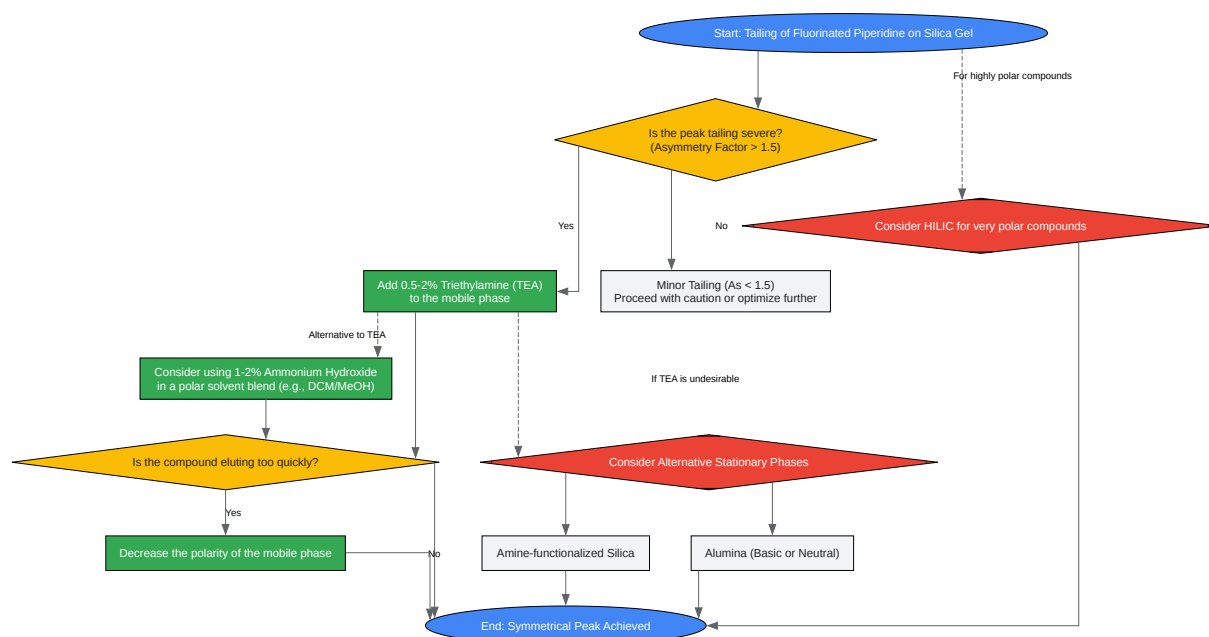 Start: Tailing of Fluorinated Piperidine on Silica Gel
For highly polar compounds
Is the peak tailing severe?
(Asymmetry Factor > 1.5)
Yes
No
Consider HILIC for very polar compounds
Add 0.5-2% Triethylamine (TEA)
to the mobile phase
Minor Tailing (As < 1.5)
Proceed with caution or optimize further
Alternative to TEA
Consider using 1-2% Ammonium Hydroxide
in a polar solvent blend (e.g., DCM/MeOH)
If TEA is undesirable
Is the compound eluting too quickly?
Consider Alternative Stationary Phases
Yes
Decrease the polarity of the mobile phase
No
Amine-functionalized Silica
Alumina (Basic or Neutral)
End: Symmetrical Peak Achieved